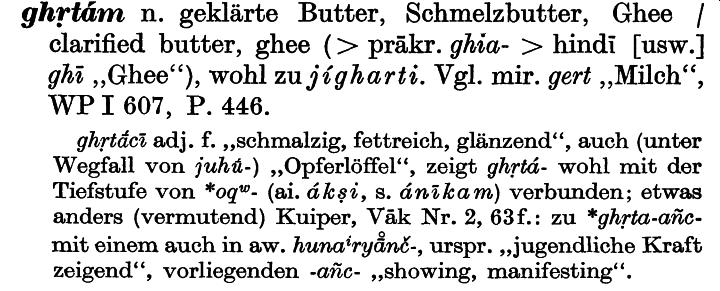 ghṛtám n. geklärte Butter, Schmelzbutter, Ghee /
clarified butter, ghee (> prākr. ghia- > hindī [usw.]
ghī „Ghee“), wohl zu jígharti. Vgl. mir. gert „Milch“,
WP I 607, P. 446.
ghṛtā́cī adj. f. „schmalzig, fettreich, glänzend“, auch (unter
Wegfall von juhú̄-) „Opferlöffel“, zeigt ghṛtá- wohl mit der
Tiefstufe von *oqʷ- (ai. ákṣi, s. ánīkam) verbunden; etwas
anders (vermutend) Kuiper, Vāk Nr. 2, 63f.: zu *ghṛta-añc-
mit einem auch in aw. hunaⁱryå̄nč-, urspr. „jugendliche Kraft
zeigend“, vorliegenden -añc- „showing, manifesting“.